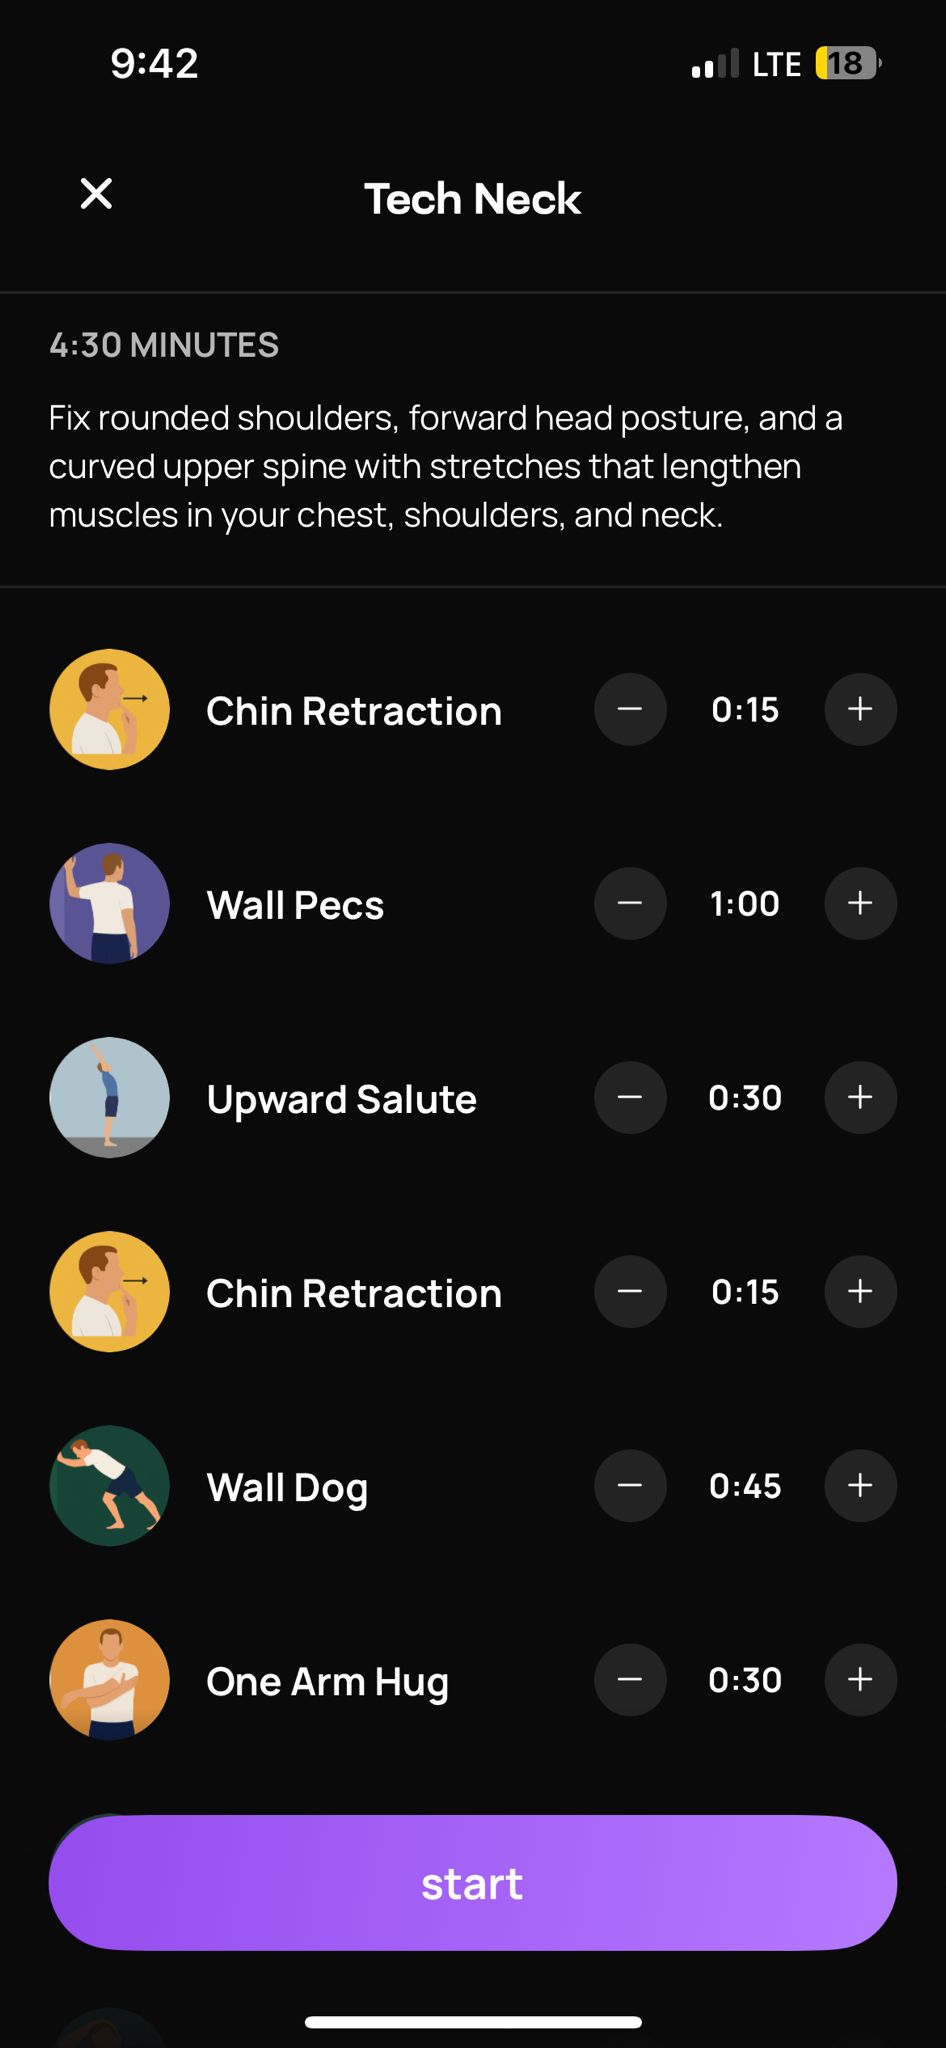 9:42
LTE
18
Tech Neck
4:30 MINUTES
Fix rounded shoulders, forward head posture, and a
curved upper spine with stretches that lengthen
muscles in your chest, shoulders, and neck.
Chin Retraction
0:15
Wall Pecs
1:00
Upward Salute
0:30
Chin Retraction
0:15
Wall Dog
0:45
One Arm Hug
0:30
start